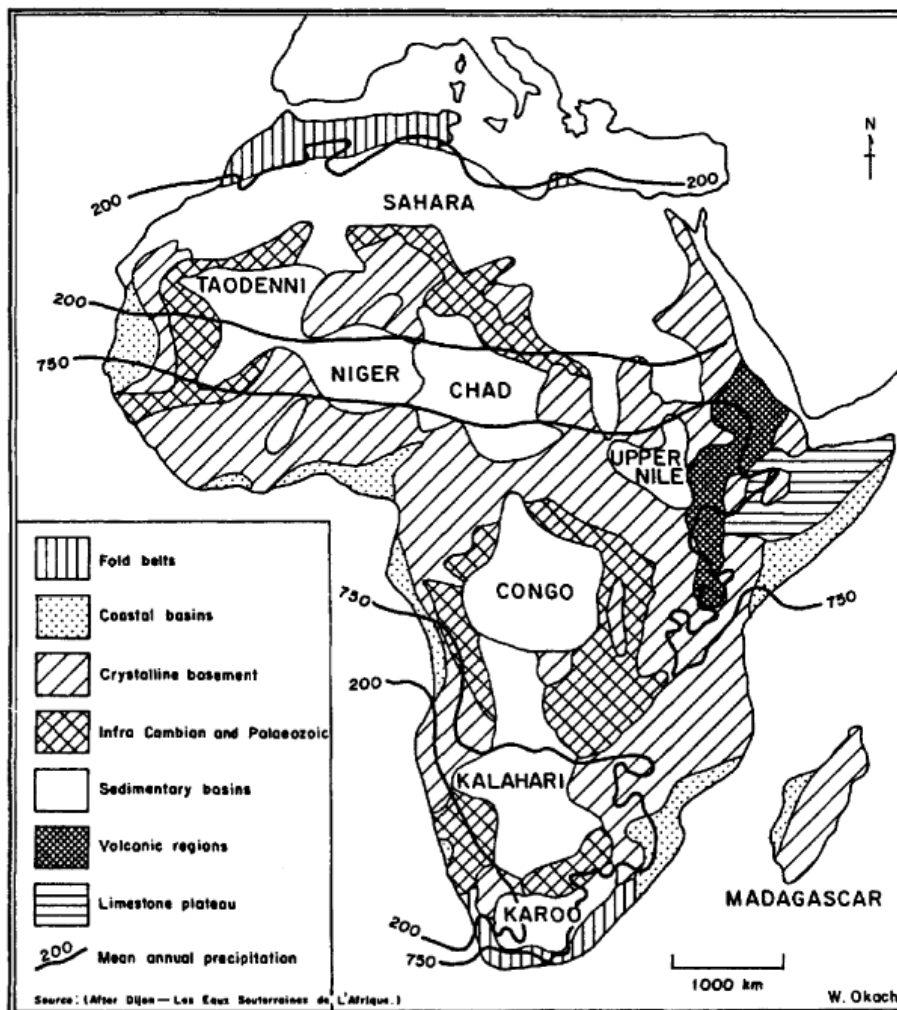 N
200
200
SAHARA
TAODENNI
200
750
NIGER
CHAD
UPPER
NILE
Fold belts
750
CONGO
750
Coastal basins
200
Crystalline basement
Infra Cambian and Palaeozoic
KALAHARI
Sedimentary basins
Volcanic regions
MADAGASCAR
Limestone plateau
KAROO
200
200 Mean annual precipitation
750
1000 km
Source: (After Dijon — Les Eaux Souterraines de L'Afrique.)
W. Okach